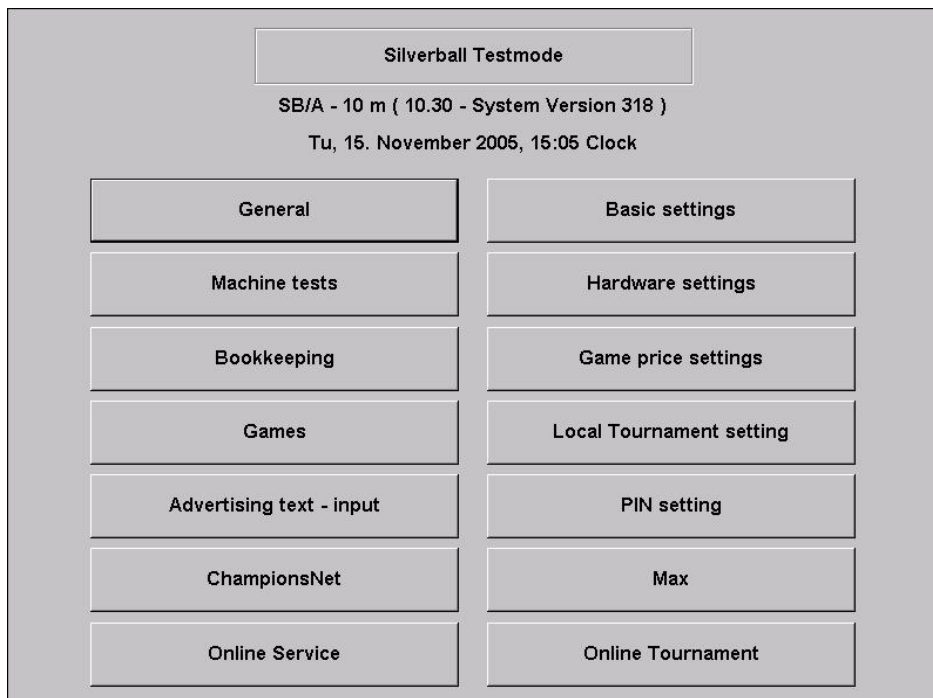 Silverball Testmode
SB/A - 10 m ( 10.30 - System Version 318 )
Tu, 15. November 2005, 15:05 Clock
General
Basic settings
Machine tests
Hardware settings
Bookkeeping
Game price settings
Games
Local Tournament setting
Advertising text - input
PIN setting
ChampionsNet
Max
Online Service
Online Tournament